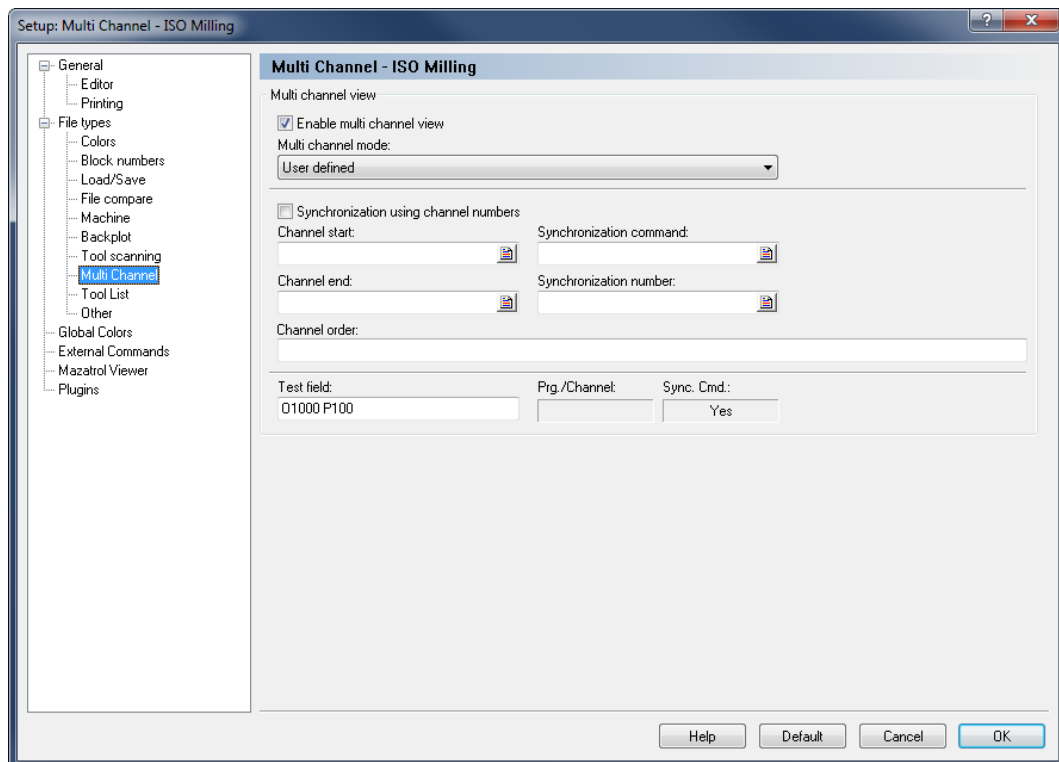 Setup: Multi Channel - ISO Milling
?
General
Editor
Printing
File types
Colors
Block numbers
Load/Save
File compare
Machine
Backplot
Tool scanning
Multi Channel
Tool List
Other
Global Colors
External Commands
Mazatrol Viewer
Plugins
Multi Channel - ISO Milling
Multi channel view
Enable multi channel view
Multi channel mode:
User defined
Synchronization using channel numbers
Channel start: Synchronization command:
Channel end: Synchronization number:
Channel order:
Test field: Prg./Channel: Sync. Cmd.:
O1000 P100 Yes
Help Default Cancel OK